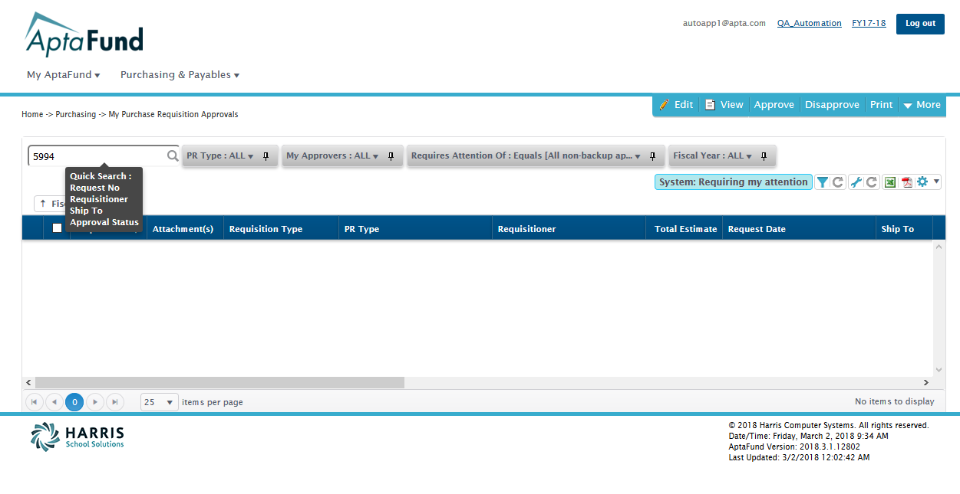 AptaFund
autoapp1@apta.com QA_Automation FY17-18 Log out
My AptaFund Purchasing & Payables
Edit View Approve Disapprove Print More
Home -> Purchasing -> My Purchase Requisition Approvals
5994 PR Type : ALL My Approvers : ALL Requires Attention Of : Equals [All non-backup ap... Fiscal Year : ALL
Quick Search :
Request No
Requisitioner
Ship To
Approval Status
System: Requiring my attention
Attachment(s) Requisition Type PR Type Requisitioner Total Estimate Request Date Ship To
0 25 items per page No items to display
HARRIS
School Solutions
© 2018 Harris Computer Systems. All rights reserved.
Date/Time: Friday, March 2, 2018 9:34 AM
AptaFund Version: 2018.3.1.12802
Last Updated: 3/2/2018 12:02:42 AM